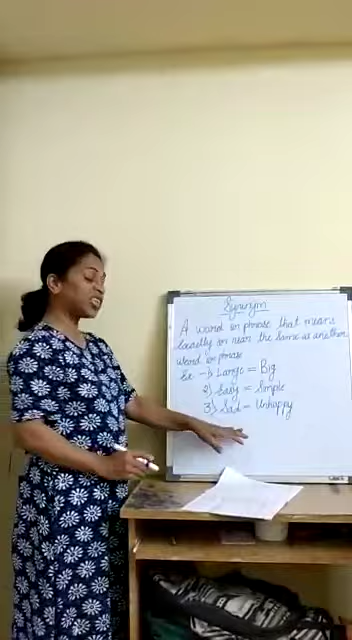 Synonym
A word or phrase that means
exactly or near the same as another
word or phrase
Ex - 1) Large = Big
2) Easy = Simple
3) Sad = Unhappy